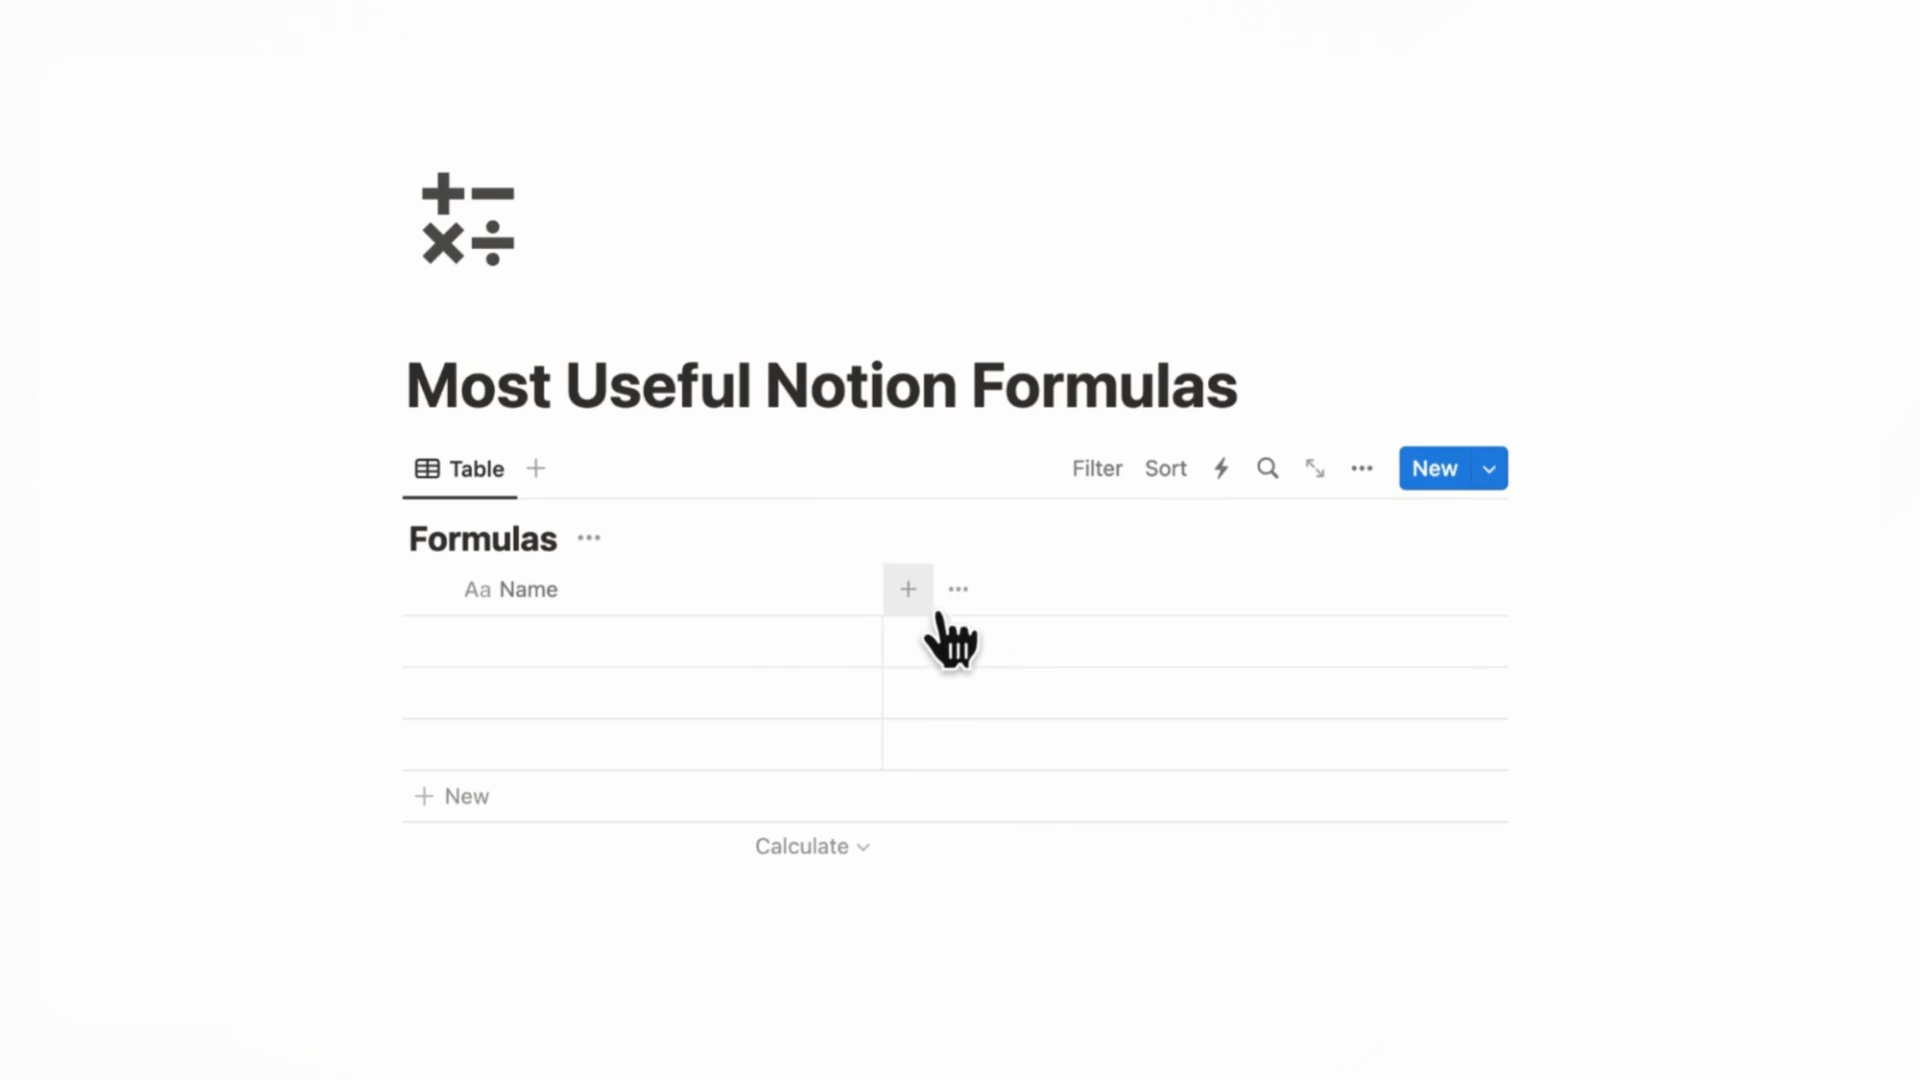 Most Useful Notion Formulas
Table Filter Sort New
Formulas
Aa Name
New
Calculate